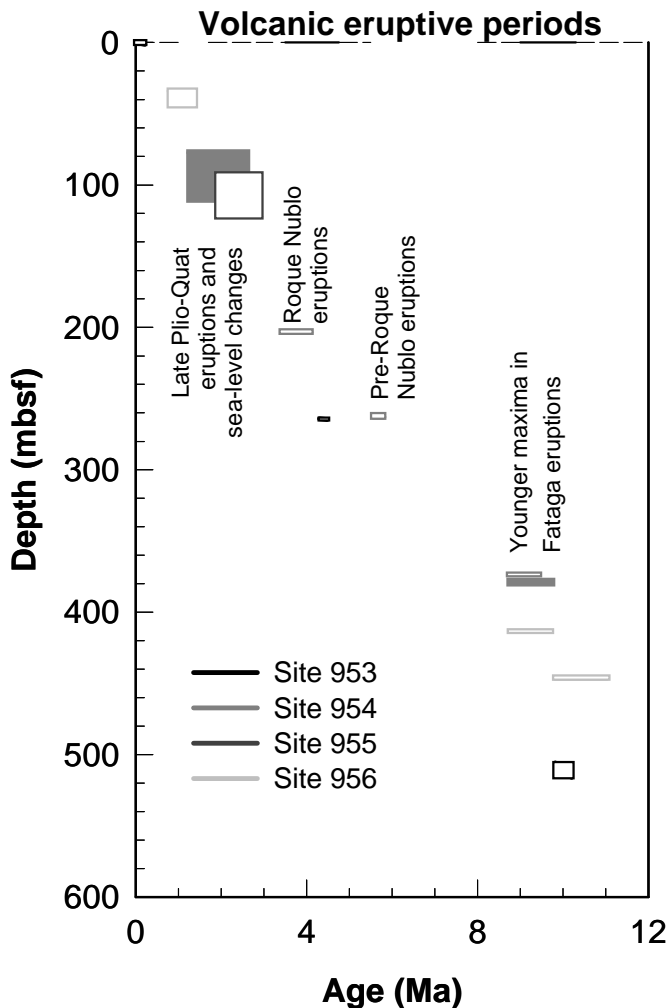 Volcanic eruptive periods
0
100
200
300
400
500
600
Depth (mbsf)
Late Plio-Quat
eruptions and
sea-level changes
Roque Nublo
eruptions
Pre-Roque
Nublo eruptions
Younger maxima in
Fataga eruptions
Site 953
Site 954
Site 955
Site 956
0
4
8
12
Age (Ma)